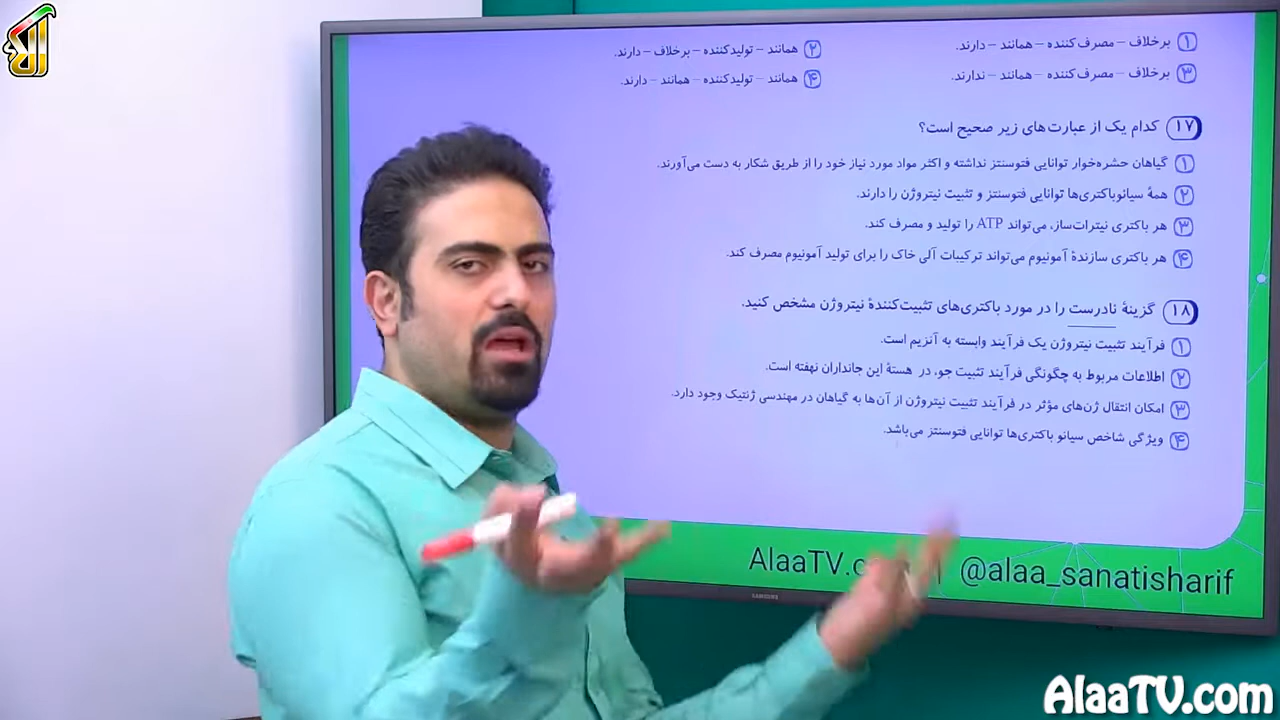 آلاء
۱ برخلاف – مصرف‌کننده – همانند – دارند.
۲ همانند – تولیدکننده – برخلاف – دارند.
۳ برخلاف – مصرف‌کننده – همانند – ندارند.
۴ همانند – تولیدکننده – همانند – دارند.
۱۷ کدام یک از عبارت‌های زیر صحیح است؟
۱ گیاهان حشره‌خوار توانایی فتوسنتز نداشته و اکثر مواد مورد نیاز خود را از طریق شکار به دست می‌آورند.
۲ همهٔ سیانوباکتری‌ها توانایی فتوسنتز و تثبیت نیتروژن را دارند.
۳ هر باکتری نیترات‌ساز، می‌تواند ATP را تولید و مصرف کند.
۴ هر باکتری سازندهٔ آمونیوم می‌تواند ترکیبات آلی خاک را برای تولید آمونیوم مصرف کند.
۱۸ گزینهٔ نادرست را در مورد باکتری‌های تثبیت‌کنندهٔ نیتروژن مشخص کنید.
۱ فرآیند تثبیت نیتروژن یک فرآیند وابسته به آنزیم است.
۲ اطلاعات مربوط به چگونگی فرآیند تثبیت جو، در هستهٔ این جانداران نهفته است.
۳ امکان انتقال ژن‌های مؤثر در فرآیند تثبیت نیتروژن از آن‌ها به گیاهان در مهندسی ژنتیک وجود دارد.
۴ ویژگی شاخص سیانو باکتری‌ها توانایی فتوسنتز می‌باشد.
AlaaTV. | @alaa_sanatisharif
SAMSUNG
AlaaTV.com